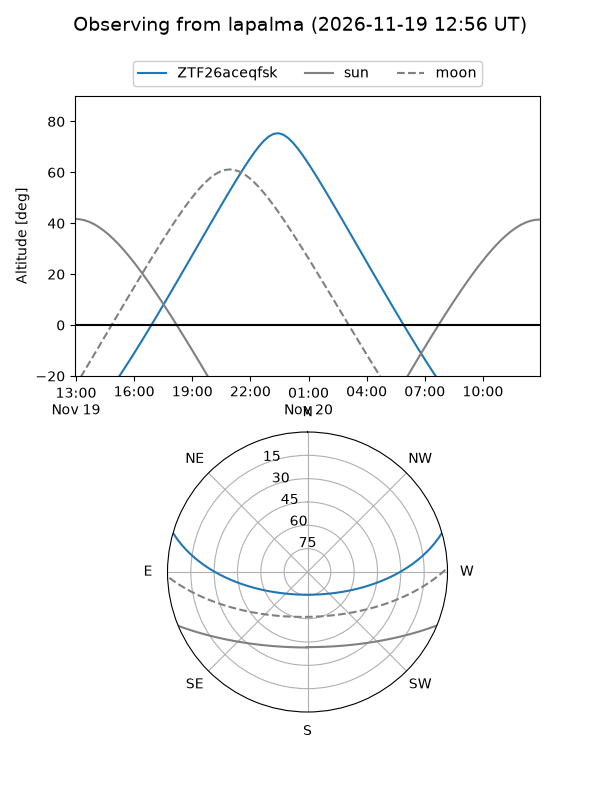 Observing from lapalma (2026-11-19 12:56 UT)
ZTF26aceqfsk sun moon
Altitude [deg]
80
60
40
20
0
−20
13:00 16:00 19:00 22:00 01:00 04:00 07:00 10:00
Nov 19 Nov 20
N
NE NW
15
30
45
60
75
E W
SE SW
S